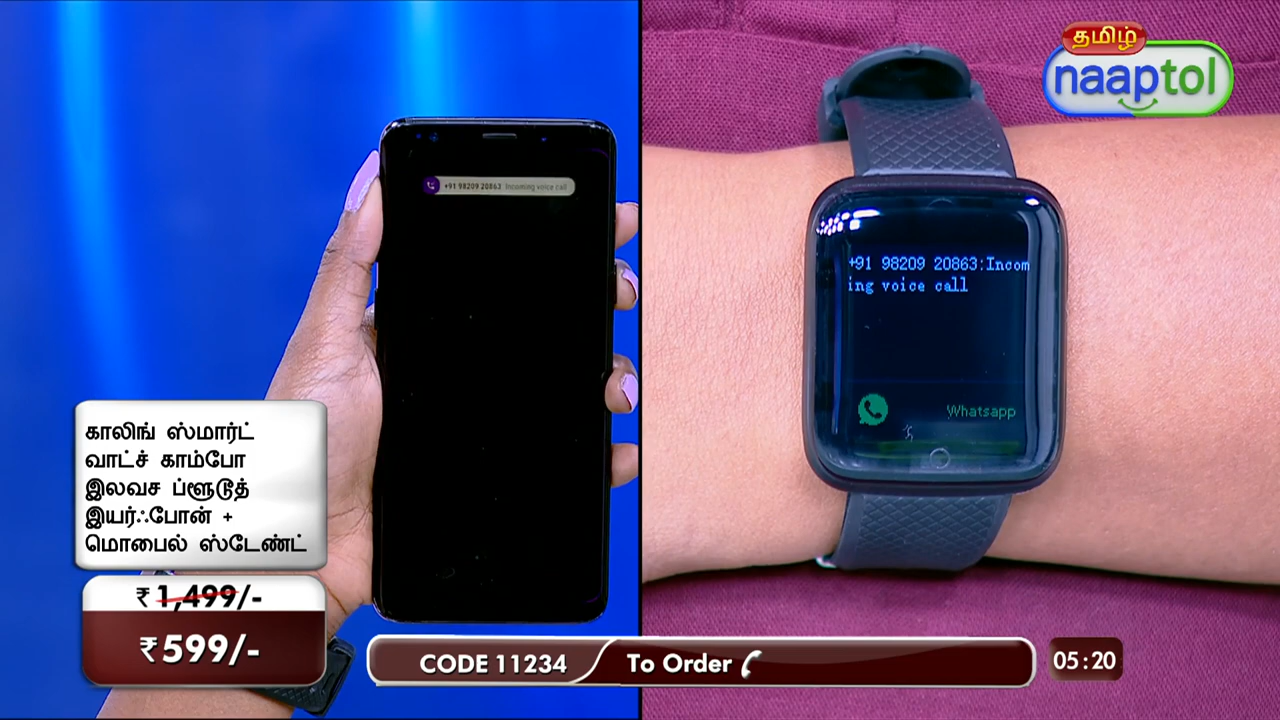 தமிழ்
naaptol
+91 98209 20863 Incoming voice call
+91 98209 20863:Incom
ing voice call
Whatsapp
காலிங் ஸ்மார்ட்
வாட்ச் காம்போ
இலவச ப்ளூடூத்
இயர்ஃபோன் +
மொபைல் ஸ்டேண்ட்
₹1,499/-
₹599/-
CODE 11234
To Order
05:20